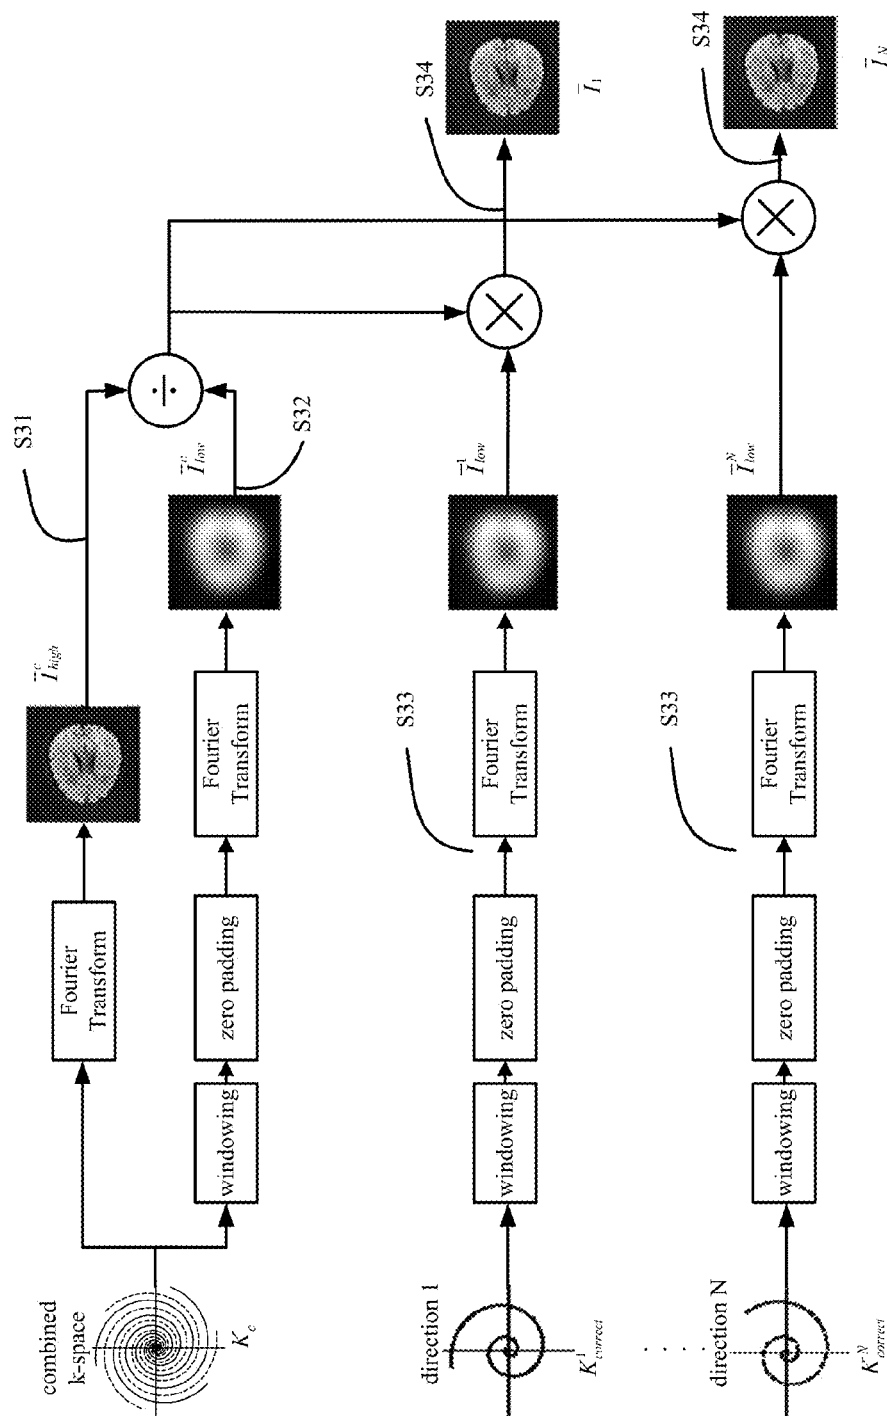 combined
k-space
K_c
Fourier
Transform
Ī^c_high
S31
÷
windowing
zero padding
Fourier
Transform
Ī^c_low
S32
direction 1
K^1_correct
windowing
zero padding
Fourier
Transform
S33
Ī^1_low
S34
Ī_1
. . . .
direction N
K^N_correct
windowing
zero padding
Fourier
Transform
S33
Ī^N_low
S34
Ī_N